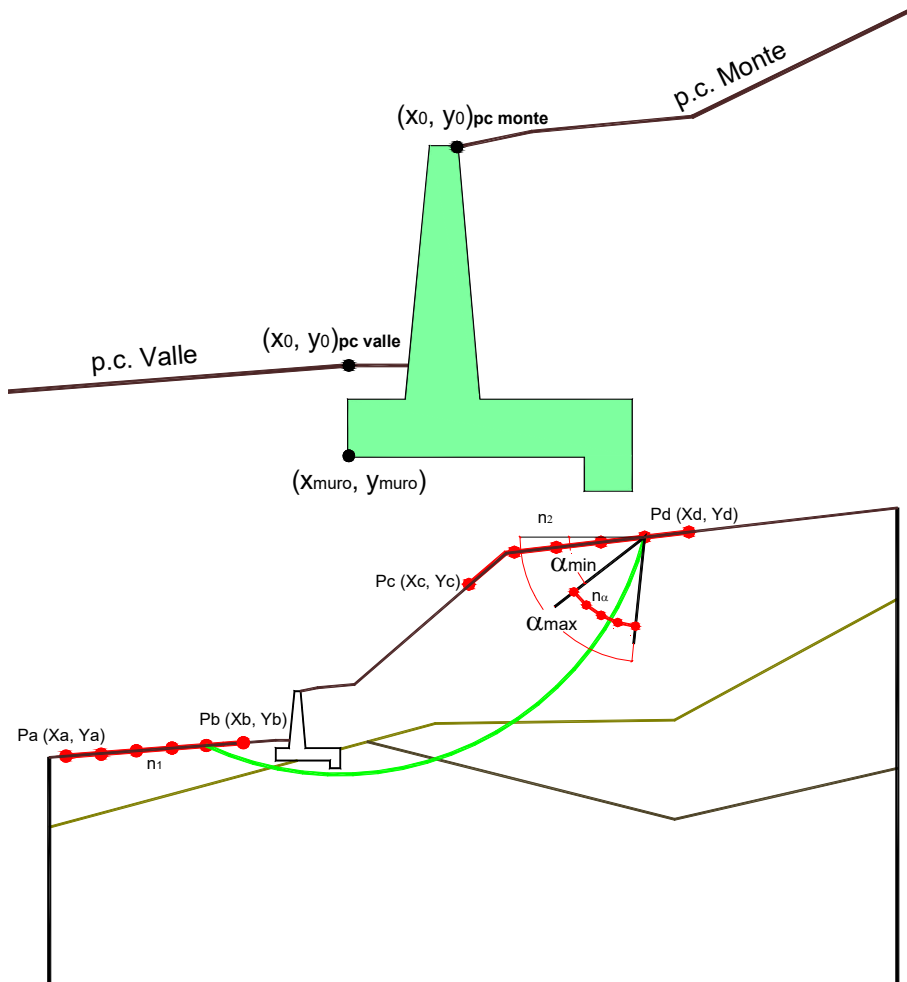 p.c. Monte
(x0, y0)pc monte
(x0, y0)pc valle
p.c. Valle
(xmuro, ymuro)
n2
Pd (Xd, Yd)
Pc (Xc, Yc)
αmin
nα
αmax
Pa (Xa, Ya)
Pb (Xb, Yb)
n1